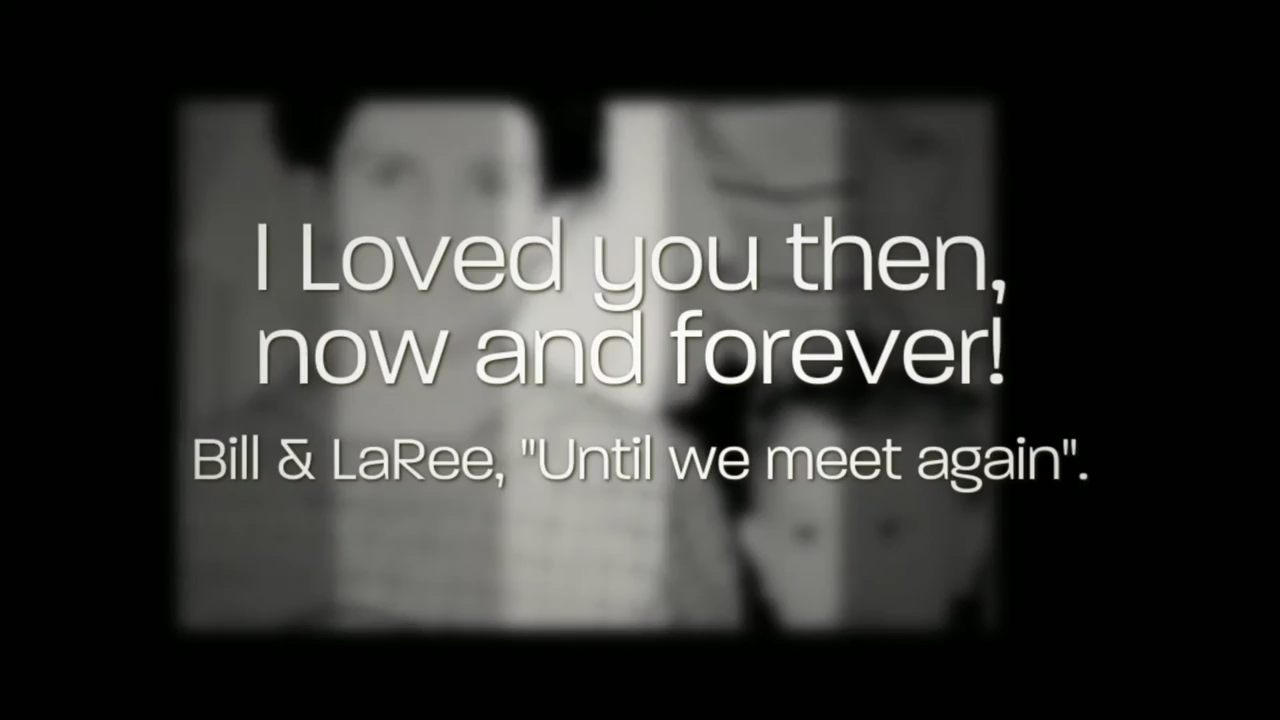 I Loved you then,
now and forever!
Bill & LaRee, "Until we meet again".